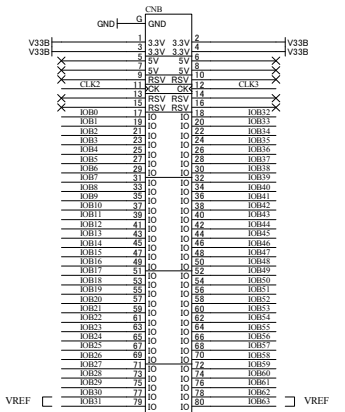 CNB
GND G GND
V33B 1 3.3V 3.3V 2 V33B
V33B 3 3.3V 3.3V 4 V33B
5 5V 5V 6
7 5V 5V 8
9 RSV RSV 10
CLK2 11 CK CK 12 CLK3
13 RSV RSV 14
15 RSV RSV 16
IOB0 17 IO IO 18 IOB32
IOB1 19 IO IO 20 IOB33
IOB2 21 IO IO 22 IOB34
IOB3 23 IO IO 24 IOB35
IOB4 25 IO IO 26 IOB36
IOB5 27 IO IO 28 IOB37
IOB6 29 IO IO 30 IOB38
IOB7 31 IO IO 32 IOB39
IOB8 33 IO IO 34 IOB40
IOB9 35 IO IO 36 IOB41
IOB10 37 IO IO 38 IOB42
IOB11 39 IO IO 40 IOB43
IOB12 41 IO IO 42 IOB44
IOB13 43 IO IO 44 IOB45
IOB14 45 IO IO 46 IOB46
IOB15 47 IO IO 48 IOB47
IOB16 49 IO IO 50 IOB48
IOB17 51 IO IO 52 IOB49
IOB18 53 IO IO 54 IOB50
IOB19 55 IO IO 56 IOB51
IOB20 57 IO IO 58 IOB52
IOB21 59 IO IO 60 IOB53
IOB22 61 IO IO 62 IOB54
IOB23 63 IO IO 64 IOB55
IOB24 65 IO IO 66 IOB56
IOB25 67 IO IO 68 IOB57
IOB26 69 IO IO 70 IOB58
IOB27 71 IO IO 72 IOB59
IOB28 73 IO IO 74 IOB60
IOB29 75 IO IO 76 IOB61
IOB30 77 IO IO 78 IOB62
VREF IOB31 79 IO IO 80 IOB63 VREF